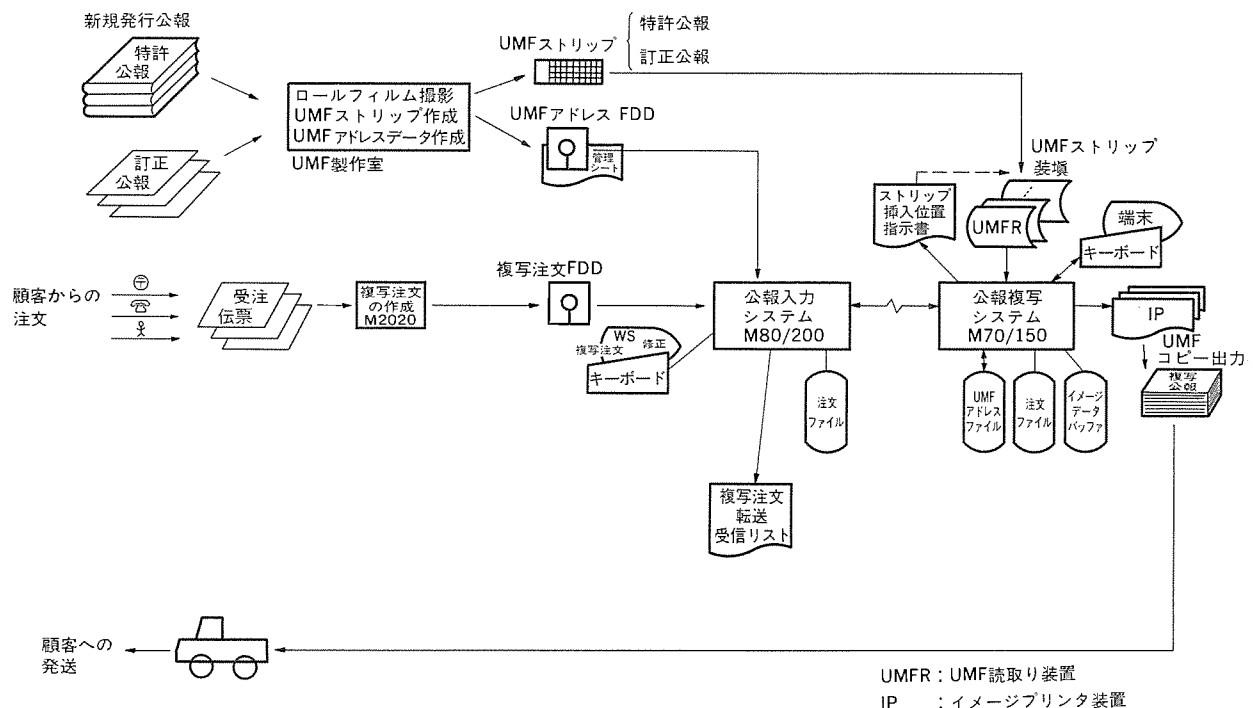 新規発行公報
特許
公報
訂正
公報
ロールフィルム撮影
UMFストリップ作成
UMFアドレスデータ作成
UMF製作室
UMFストリップ
特許公報
訂正公報
UMFアドレス FDD
管理
シート
UMFストリップ
装填
ストリップ
挿入位置
指示書
UMFR
端末
キーボード
顧客からの
注文
〒
受注
伝票
複写注文
の作成
M2020
複写注文FDD
WS
複写注文 修正
キーボード
公報入力
システム
M80/200
注文
ファイル
複写注文
転送
受信リスト
公報複写
システム
M70/150
UMF
アドレス
ファイル
注文
ファイル
イメージ
データ
バッファ
IP
UMF
コピー出力
複写
公報
顧客への
発送
UMFR：UMF読取り装置
IP ：イメージプリンタ装置